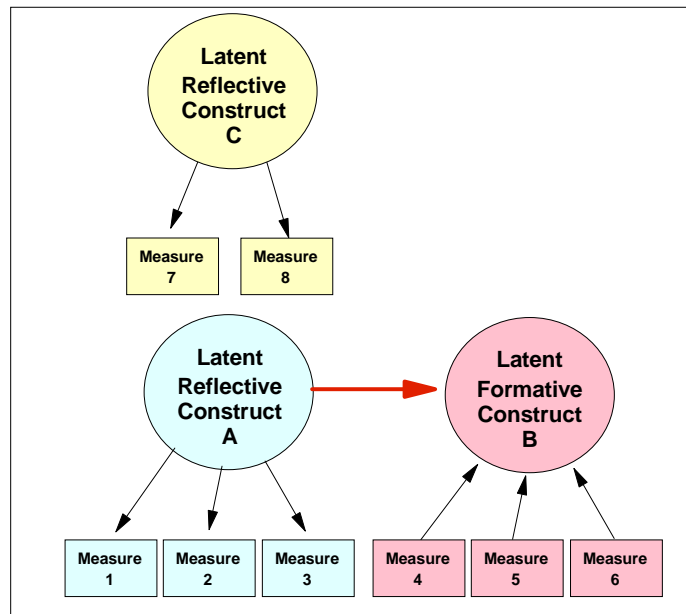 Latent
Reflective
Construct
C
Measure
7
Measure
8
Latent
Reflective
Construct
A
Latent
Formative
Construct
B
Measure
1
Measure
2
Measure
3
Measure
4
Measure
5
Measure
6